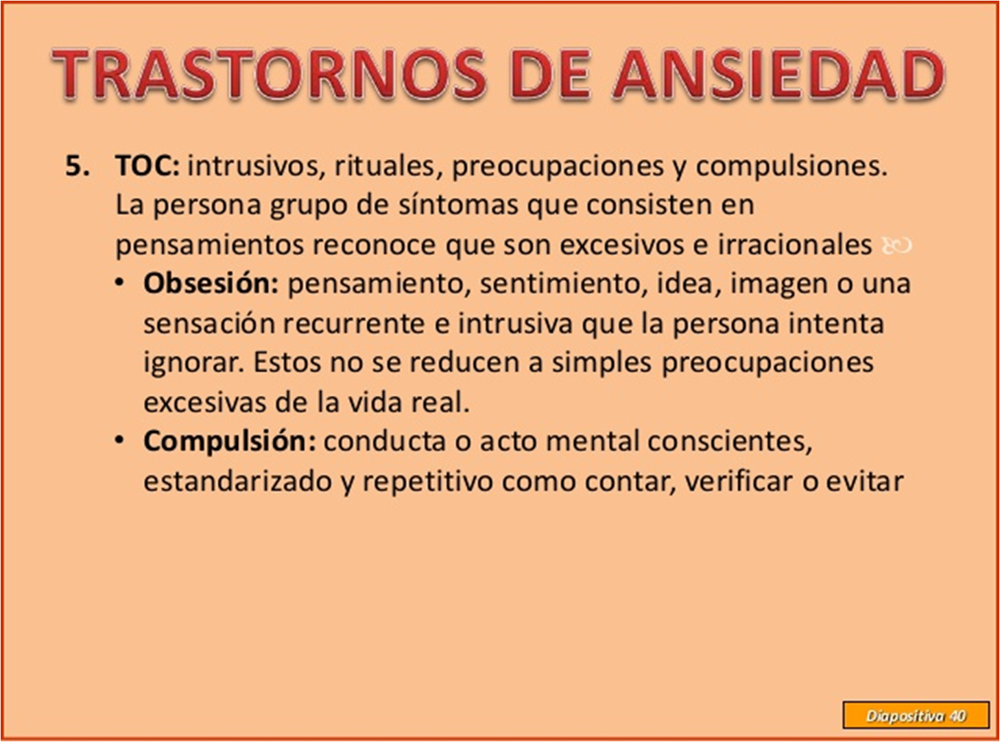 TRASTORNOS DE ANSIEDAD
5. TOC: intrusivos, rituales, preocupaciones y compulsiones.
La persona grupo de síntomas que consisten en
pensamientos reconoce que son excesivos e irracionales
• Obsesión: pensamiento, sentimiento, idea, imagen o una
sensación recurrente e intrusiva que la persona intenta
ignorar. Estos no se reducen a simples preocupaciones
excesivas de la vida real.
• Compulsión: conducta o acto mental conscientes,
estandarizado y repetitivo como contar, verificar o evitar
Diapositiva 40